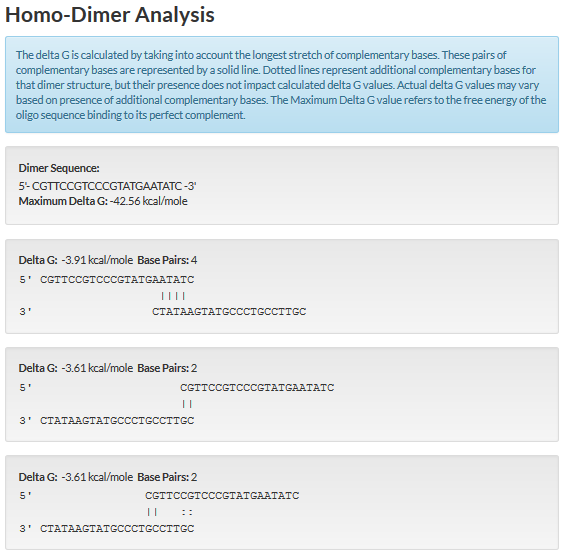 Homo-Dimer Analysis
The delta G is calculated by taking into account the longest stretch of complementary bases. These pairs of
complementary bases are represented by a solid line. Dotted lines represent additional complementary bases for
that dimer structure, but their presence does not impact calculated delta G values. Actual delta G values may vary
based on presence of additional complementary bases. The Maximum Delta G value refers to the free energy of the
oligo sequence binding to its perfect complement.
Dimer Sequence:
5'- CGTTCCGTCCCGTATGAATATC -3'
Maximum Delta G: -42.56 kcal/mole
Delta G: -3.91 kcal/mole Base Pairs: 4
5' CGTTCCGTCCCGTATGAATATC
||||
3' CTATAAGTATGCCCTGCCTTGC
Delta G: -3.61 kcal/mole Base Pairs: 2
5' CGTTCCGTCCCGTATGAATATC
||
3' CTATAAGTATGCCCTGCCTTGC
Delta G: -3.61 kcal/mole Base Pairs: 2
5' CGTTCCGTCCCGTATGAATATC
|| ::
3' CTATAAGTATGCCCTGCCTTGC